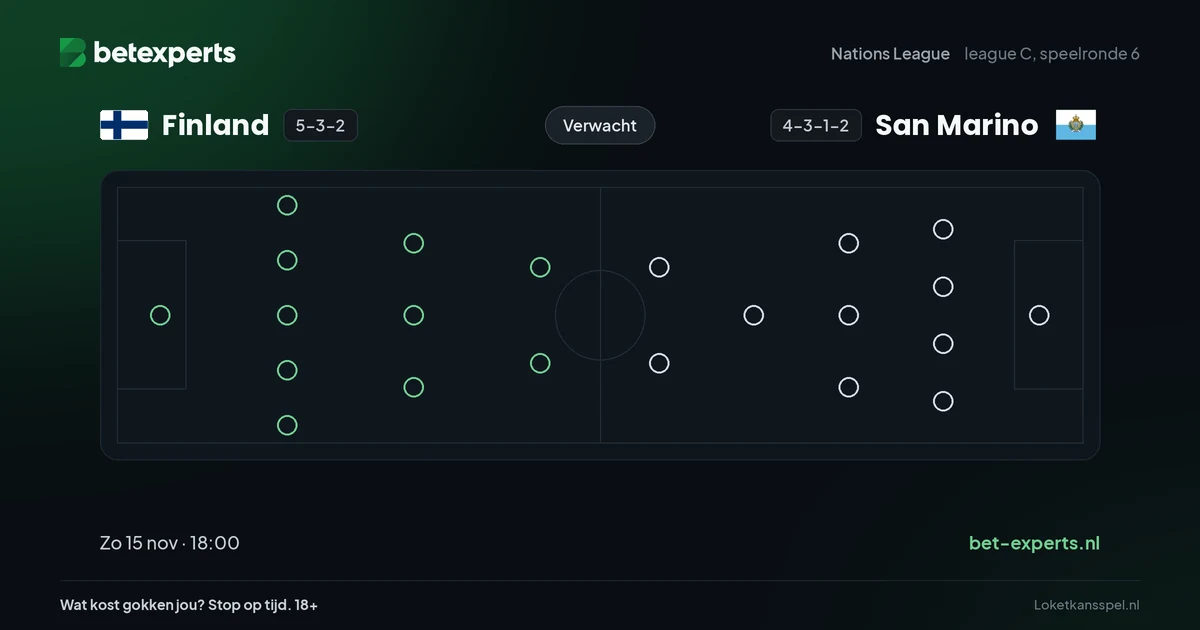 betexperts
Nations League league C, speelronde 6
Finland 5-3-2
Verwacht
4-3-1-2 San Marino
Zo 15 nov · 18:00
bet-experts.nl
Wat kost gokken jou? Stop op tijd. 18+
Loketkansspel.nl